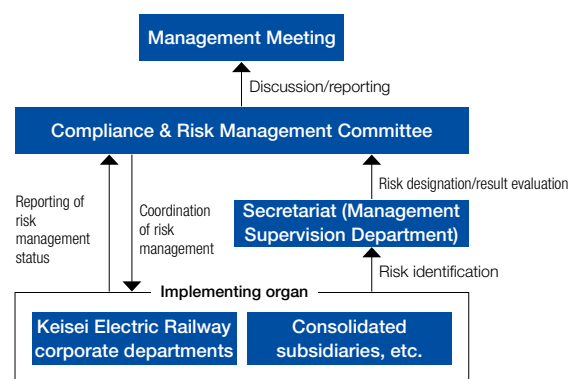 Management Meeting
Discussion/reporting
Compliance & Risk Management Committee
Reporting of
risk
management
status
Coordination
of risk
management
Risk designation/result evaluation
Secretariat (Management
Supervision Department)
Risk identification
Implementing organ
Keisei Electric Railway
corporate departments
Consolidated
subsidiaries, etc.